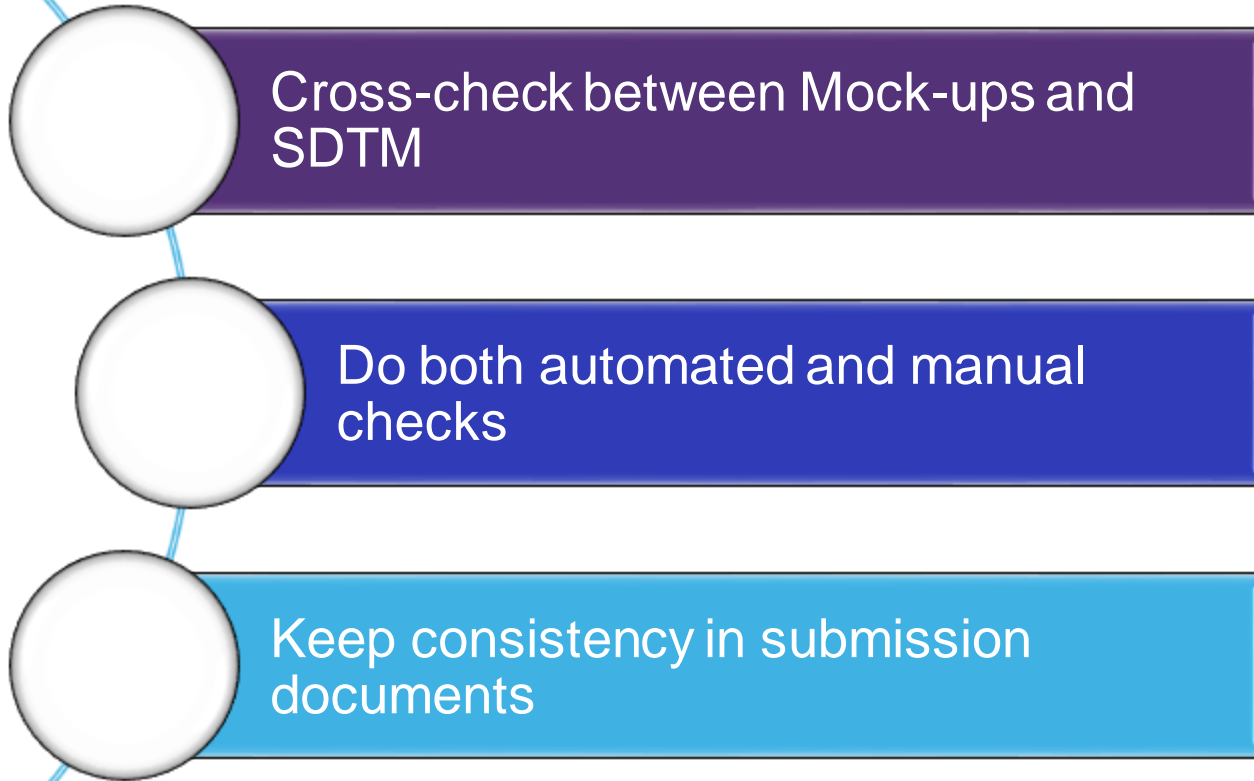 Cross-check between Mock-ups and
SDTM
Do both automated and manual
checks
Keep consistency in submission
documents